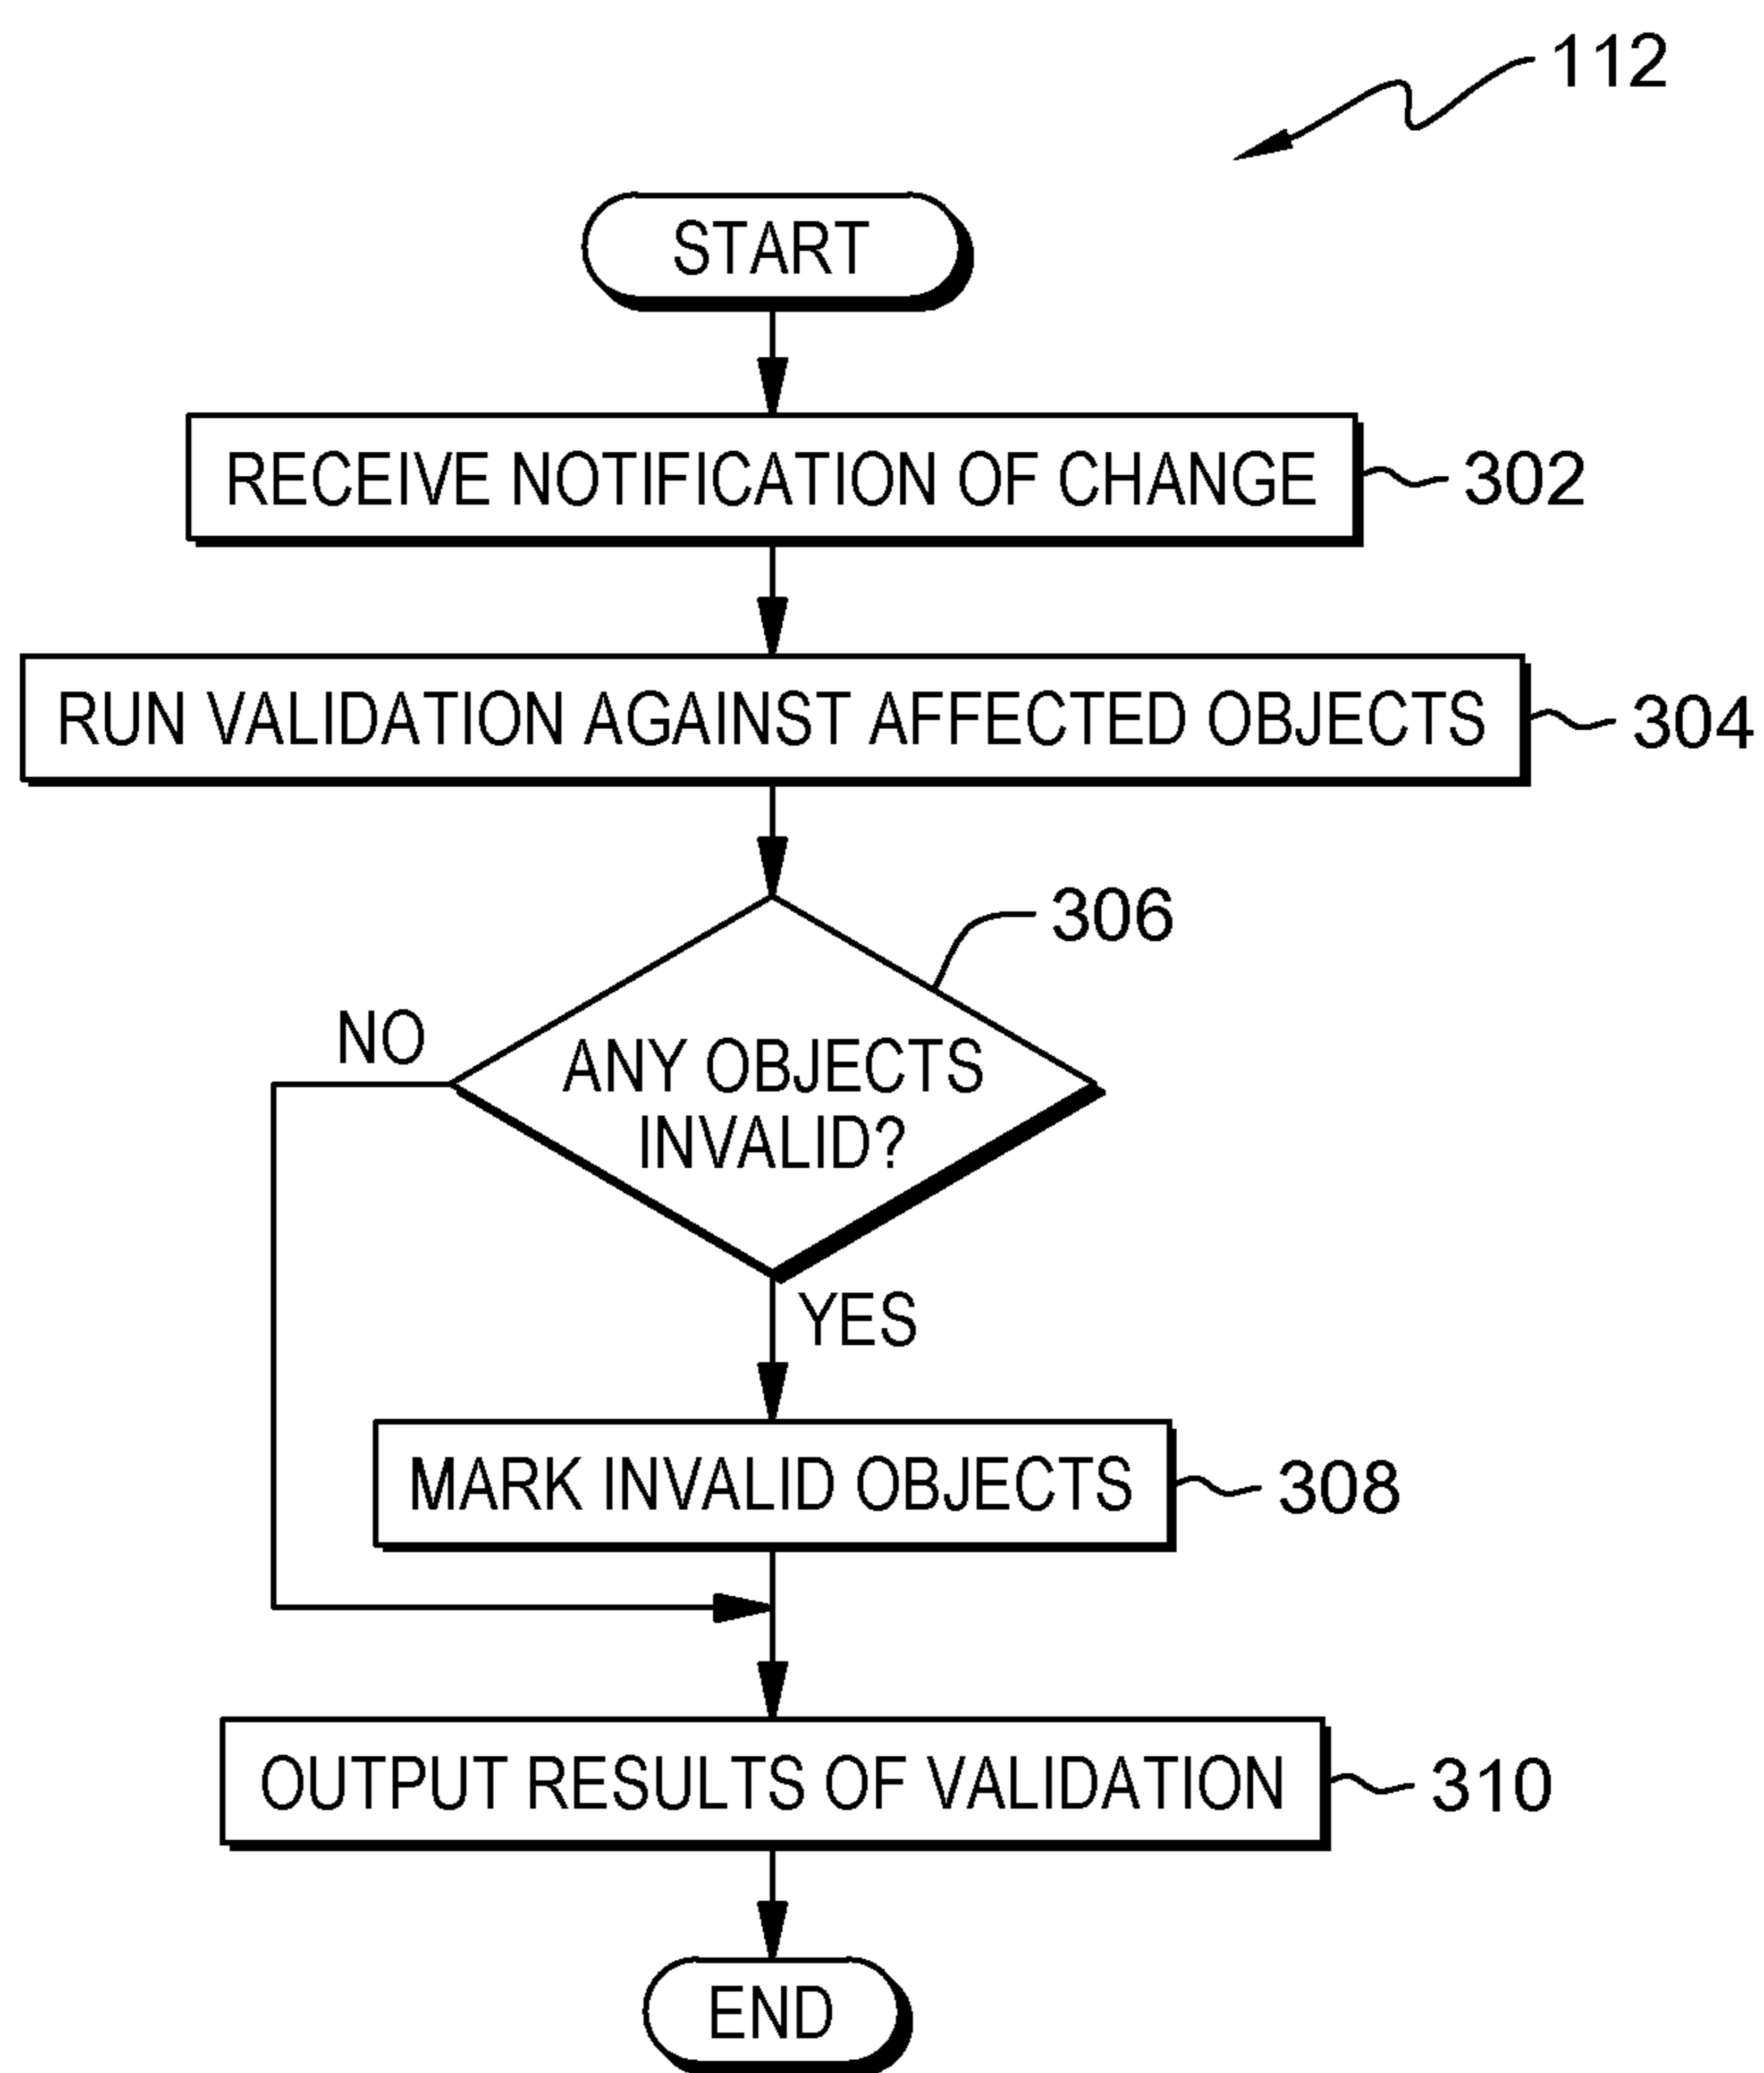 112
START
RECEIVE NOTIFICATION OF CHANGE
302
RUN VALIDATION AGAINST AFFECTED OBJECTS
304
306
NO
ANY OBJECTS
INVALID?
YES
MARK INVALID OBJECTS
308
OUTPUT RESULTS OF VALIDATION
310
END